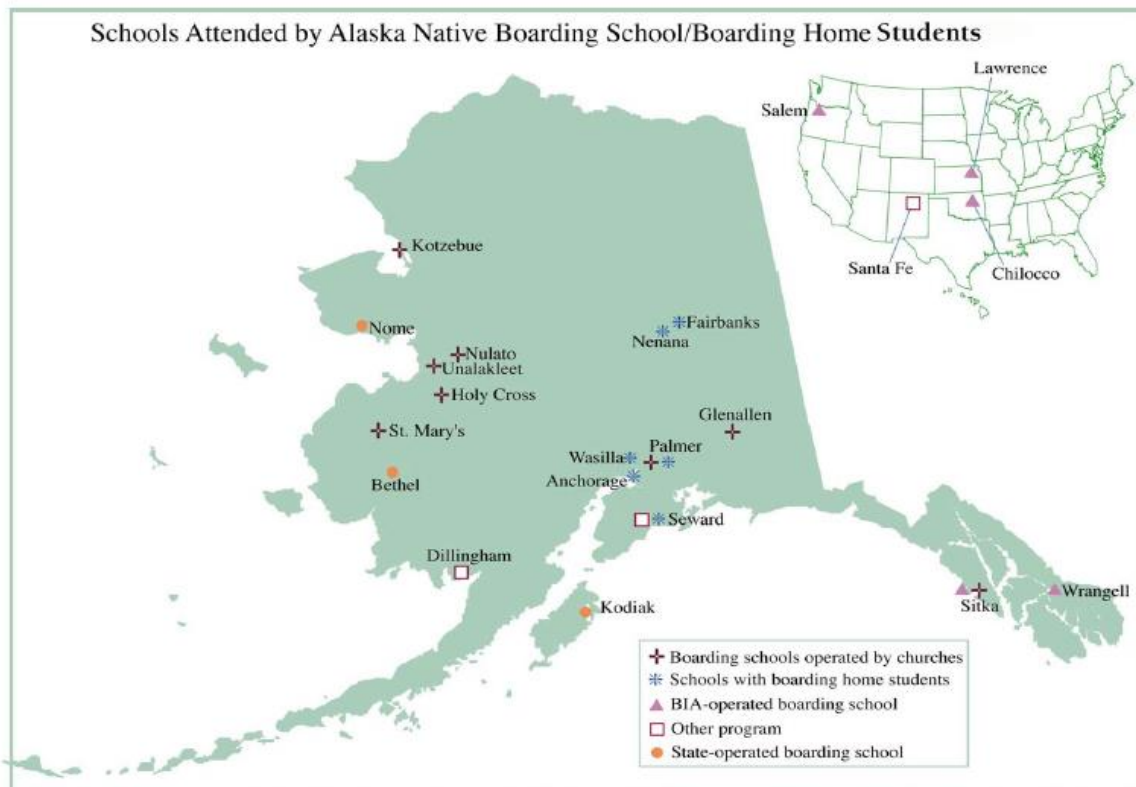 Schools Attended by Alaska Native Boarding School/Boarding Home Students
Lawrence
Salem
Santa Fe
Chilocco
Kotzebue
Nome
Fairbanks
Nenana
Nulato
Unalakleet
Holy Cross
Glenallen
St. Mary's
Palmer
Wasilla
Anchorage
Bethel
Seward
Dillingham
Kodiak
Sitka
Wrangell
Boarding schools operated by churches
Schools with boarding home students
BIA-operated boarding school
Other program
State-operated boarding school